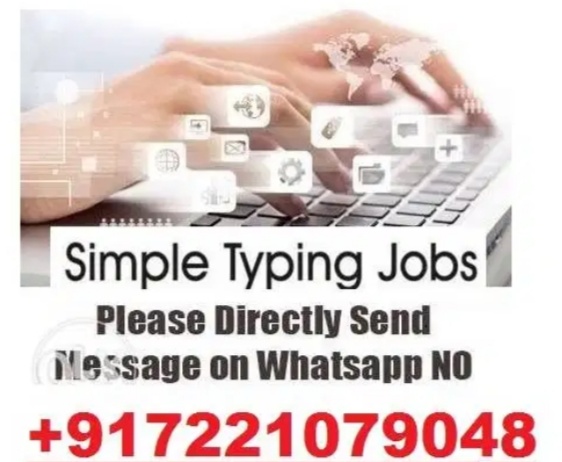 Simple Typing Jobs
Please Directly Send
Message on Whatsapp NO
+917221079048